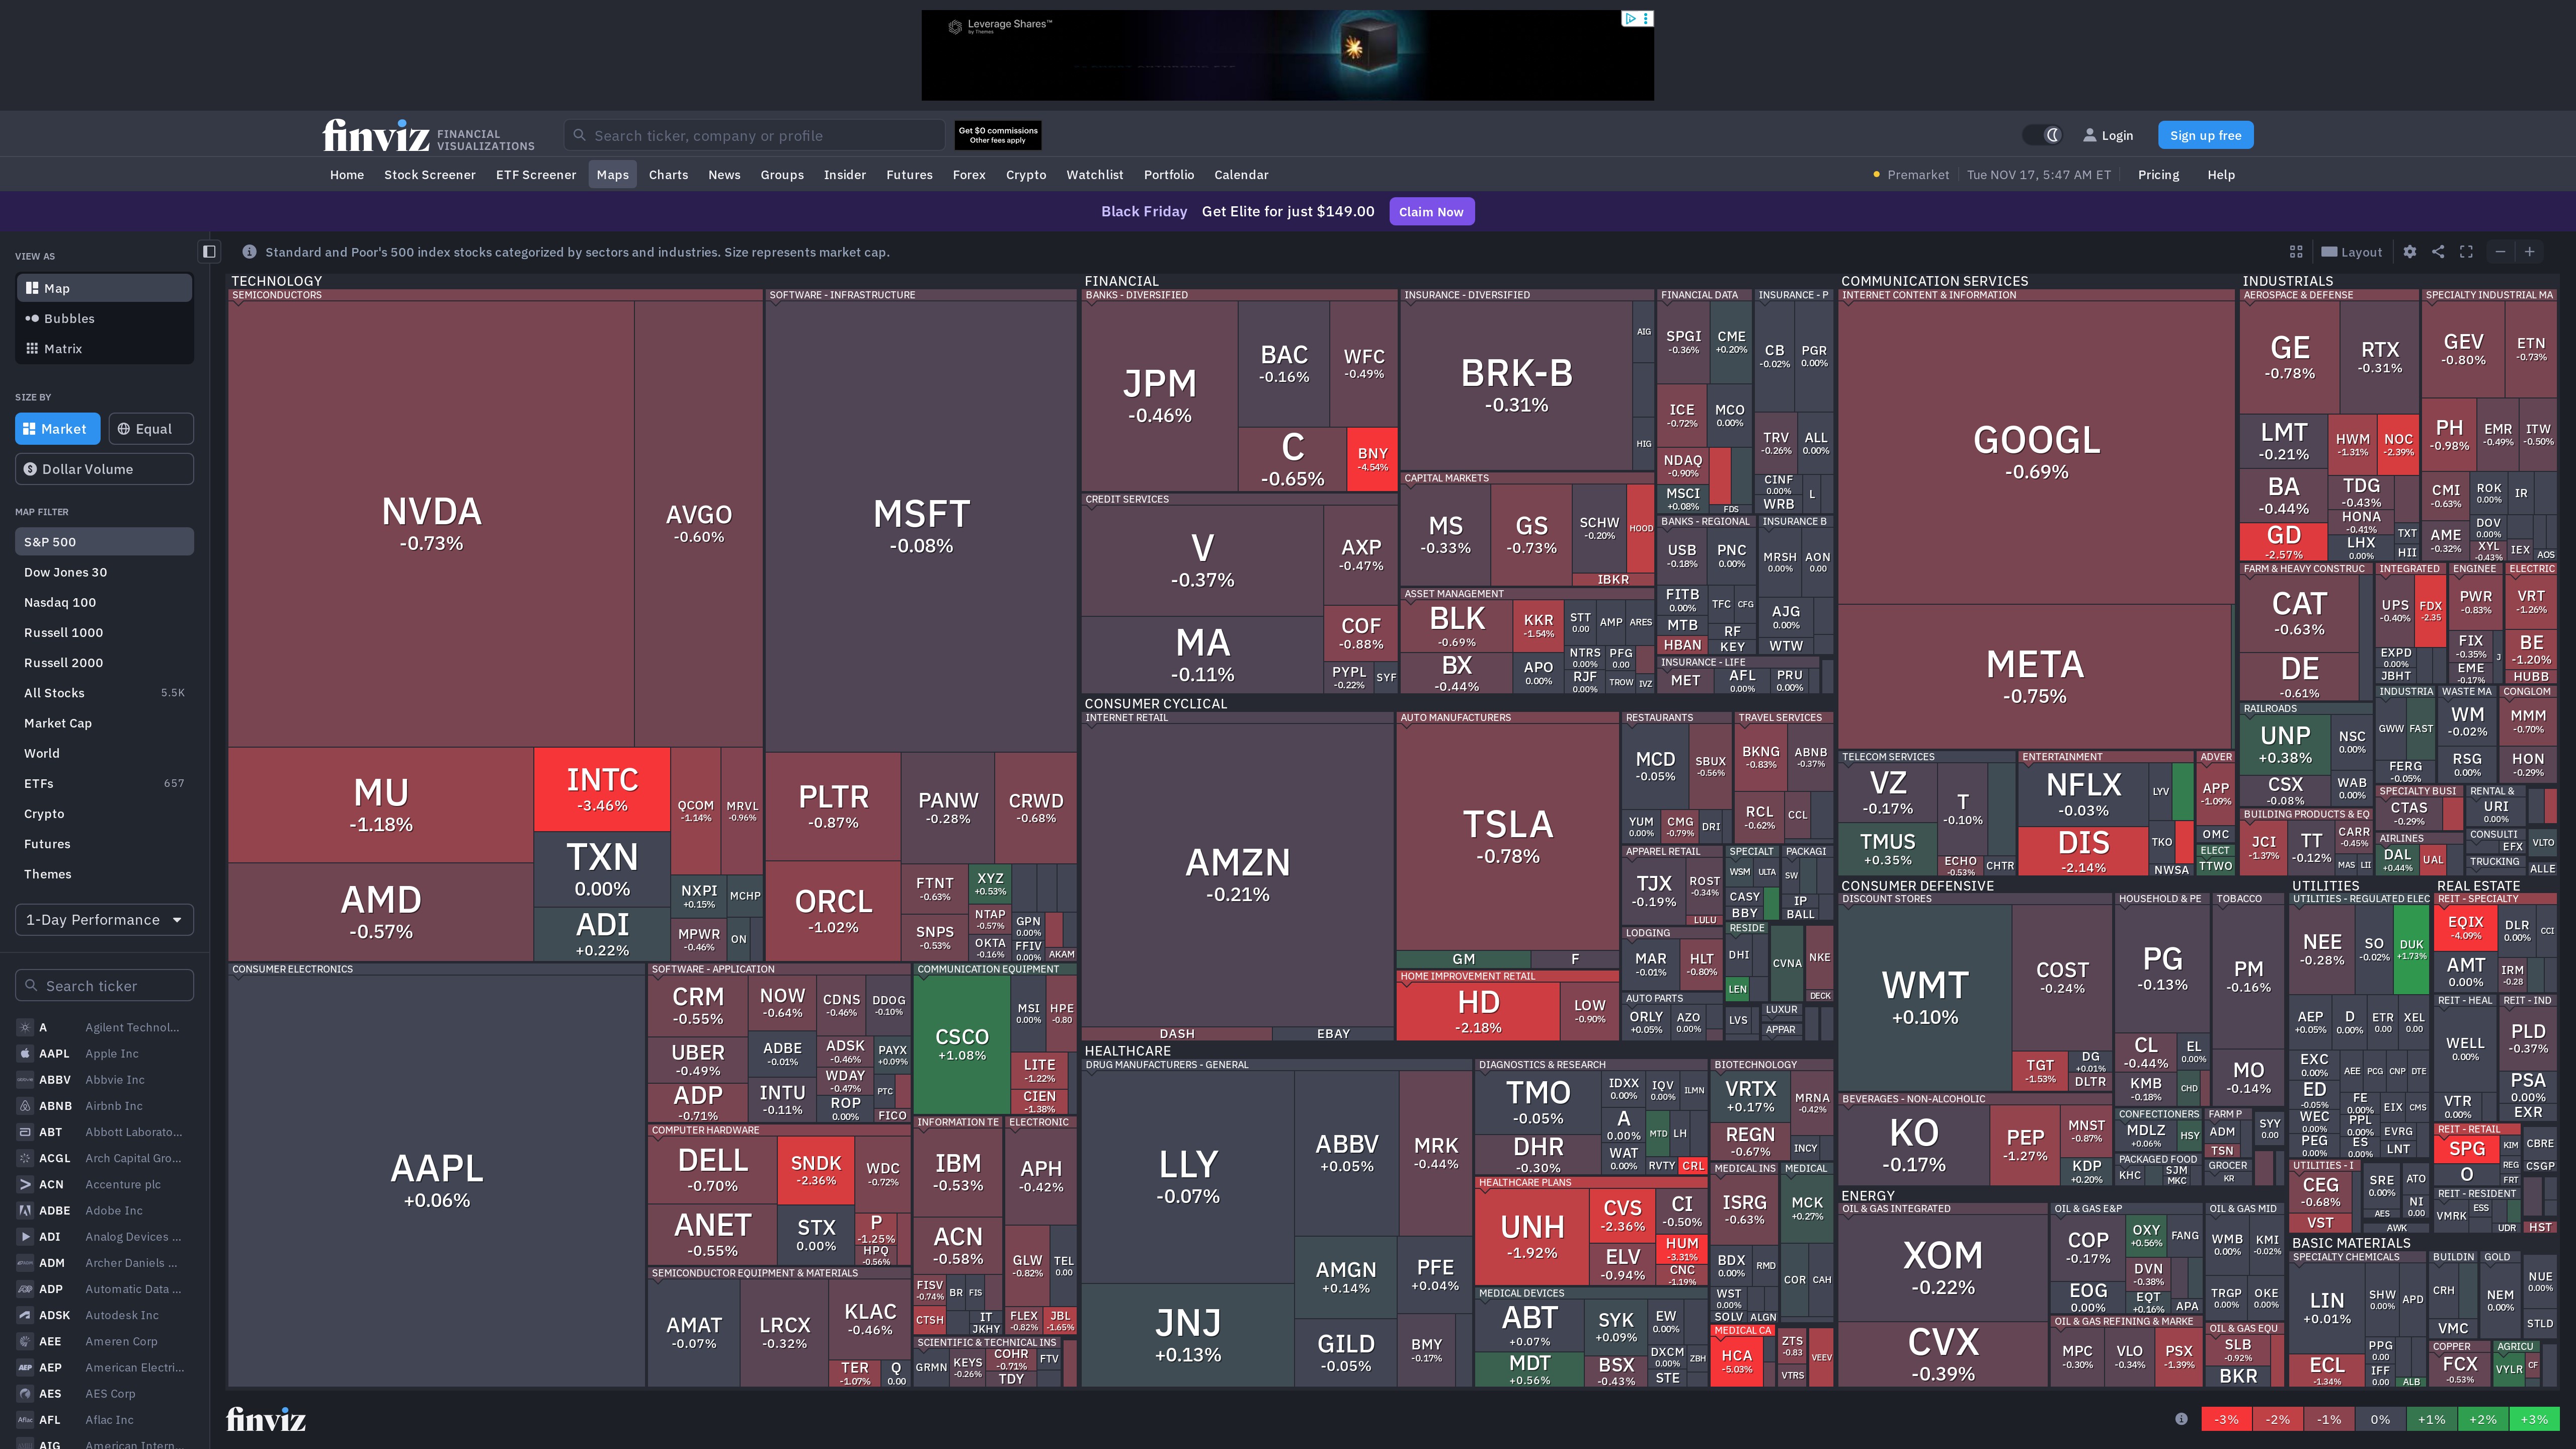 Leverage Shares™
by Themes
finviz FINANCIAL VISUALIZATIONS
Search ticker, company or profile
Get $0 commissions
Other fees apply
Login
Sign up free
Home Stock Screener ETF Screener Maps Charts News Groups Insider Futures Forex Crypto Watchlist Portfolio Calendar
Premarket Tue NOV 17, 5:47 AM ET Pricing Help
Black Friday Get Elite for just $149.00 Claim Now
VIEW AS
Map
Bubbles
Matrix
SIZE BY
Market Equal
Dollar Volume
MAP FILTER
S&P 500
Dow Jones 30
Nasdaq 100
Russell 1000
Russell 2000
All Stocks 5.5K
Market Cap
World
ETFs 657
Crypto
Futures
Themes
1-Day Performance
Search ticker
A Agilent Technol...
AAPL Apple Inc
ABBV Abbvie Inc
ABNB Airbnb Inc
ABT Abbott Laborato...
ACGL Arch Capital Gro...
ACN Accenture plc
ADBE Adobe Inc
ADI Analog Devices ...
ADM Archer Daniels ...
ADP Automatic Data ...
ADSK Autodesk Inc
AEE Ameren Corp
AEP American Electri...
AES AES Corp
AFL Aflac Inc
AIG American Intern...
Standard and Poor's 500 index stocks categorized by sectors and industries. Size represents market cap.
Layout
TECHNOLOGY
SEMICONDUCTORS
NVDA
-0.73%
AVGO
-0.60%
MU
-1.18%
AMD
-0.57%
INTC
-3.46%
TXN
0.00%
ADI
+0.22%
QCOM
-1.14%
MRVL
-0.96%
NXPI
+0.15%
MCHP
MPWR
-0.46%
ON
SOFTWARE - INFRASTRUCTURE
MSFT
-0.08%
PLTR
-0.87%
PANW
-0.28%
CRWD
-0.68%
ORCL
-1.02%
FTNT
-0.63%
XYZ
+0.53%
SNPS
-0.53%
NTAP
-0.57%
GPN
0.00%
OKTA
-0.16%
FFIV
0.00%
AKAM
CONSUMER ELECTRONICS
AAPL
+0.06%
SOFTWARE - APPLICATION
CRM
-0.55%
NOW
-0.64%
CDNS
-0.46%
DDOG
-0.10%
UBER
-0.49%
ADBE
-0.01%
ADSK
-0.46%
PAYX
+0.09%
ADP
-0.71%
INTU
-0.11%
WDAY
-0.47%
PTC
ROP
0.00%
FICO
COMMUNICATION EQUIPMENT
CSCO
+1.08%
MSI
0.00%
HPE
-0.80
LITE
-1.22%
CIEN
-1.38%
COMPUTER HARDWARE
DELL
-0.70%
SNDK
-2.36%
WDC
-0.72%
ANET
-0.55%
STX
0.00%
P
-1.25%
HPQ
-0.56%
INFORMATION TE
IBM
-0.53%
ACN
-0.58%
FISV
-0.74%
BR
FIS
CTSH
IT
JKHY
ELECTRONIC
APH
-0.42%
GLW
-0.82%
TEL
0.00
FLEX
-0.82%
JBL
-1.65%
SEMICONDUCTOR EQUIPMENT & MATERIALS
AMAT
-0.07%
LRCX
-0.32%
KLAC
-0.46%
TER
-1.07%
Q
0.00
SCIENTIFIC & TECHNICAL INS
GRMN
KEYS
-0.26%
COHR
-0.71%
FTV
TDY
FINANCIAL
BANKS - DIVERSIFIED
JPM
-0.46%
BAC
-0.16%
WFC
-0.49%
C
-0.65%
BNY
-4.54%
CREDIT SERVICES
V
-0.37%
AXP
-0.47%
MA
-0.11%
COF
-0.88%
PYPL
-0.22%
SYF
INSURANCE - DIVERSIFIED
BRK-B
-0.31%
AIG
HIG
CAPITAL MARKETS
MS
-0.33%
GS
-0.73%
SCHW
-0.20%
HOOD
IBKR
ASSET MANAGEMENT
BLK
-0.69%
KKR
-1.54%
STT
0.00
AMP
ARES
BX
-0.44%
APO
0.00%
NTRS
0.00%
PFG
0.00
RJF
0.00%
TROW
IVZ
FINANCIAL DATA
SPGI
-0.36%
CME
+0.20%
ICE
-0.72%
MCO
0.00%
NDAQ
-0.90%
MSCI
+0.08%
FDS
INSURANCE - P
CB
-0.02%
PGR
0.00%
TRV
-0.26%
ALL
0.00%
CINF
0.00%
L
WRB
BANKS - REGIONAL
USB
-0.18%
PNC
0.00%
FITB
0.00%
TFC
CFG
MTB
RF
HBAN
KEY
INSURANCE B
MRSH
0.00%
AON
0.00
AJG
0.00%
WTW
INSURANCE - LIFE
MET
AFL
0.00%
PRU
0.00%
CONSUMER CYCLICAL
INTERNET RETAIL
AMZN
-0.21%
DASH
EBAY
AUTO MANUFACTURERS
TSLA
-0.78%
GM
F
HOME IMPROVEMENT RETAIL
HD
-2.18%
LOW
-0.90%
RESTAURANTS
MCD
-0.05%
SBUX
-0.56%
YUM
0.00%
CMG
-0.79%
DRI
TRAVEL SERVICES
BKNG
-0.83%
ABNB
-0.37%
RCL
-0.62%
CCL
APPAREL RETAIL
TJX
-0.19%
ROST
-0.34%
LULU
SPECIALT
WSM
ULTA
CASY
BBY
PACKAGI
SW
IP
BALL
LODGING
MAR
-0.01%
HLT
-0.80%
RESIDE
DHI
LEN
CVNA
NKE
DECK
AUTO PARTS
ORLY
+0.05%
AZO
0.00%
LVS
LUXUR
APPAR
HEALTHCARE
DRUG MANUFACTURERS - GENERAL
LLY
-0.07%
ABBV
+0.05%
MRK
-0.44%
JNJ
+0.13%
AMGN
+0.14%
PFE
+0.04%
GILD
-0.05%
BMY
-0.17%
DIAGNOSTICS & RESEARCH
TMO
-0.05%
IDXX
0.00%
IQV
0.00%
ILMN
DHR
-0.30%
A
0.00%
MTD
LH
WAT
0.00%
RVTY
CRL
BIOTECHNOLOGY
VRTX
+0.17%
MRNA
-0.42%
REGN
-0.67%
INCY
HEALTHCARE PLANS
UNH
-1.92%
CVS
-2.36%
CI
-0.50%
ELV
-0.94%
HUM
-3.31%
CNC
-1.19%
MEDICAL INS
ISRG
-0.63%
BDX
0.00%
RMD
WST
0.00%
SOLV
ALGN
MEDICAL
MCK
+0.27%
COR
CAH
MEDICAL DEVICES
ABT
+0.07%
SYK
+0.09%
EW
0.00%
MDT
+0.56%
BSX
-0.43%
DXCM
0.00%
ZBH
STE
MEDICAL CA
HCA
-5.03%
ZTS
-0.83
VEEV
VTRS
COMMUNICATION SERVICES
INTERNET CONTENT & INFORMATION
GOOGL
-0.69%
META
-0.75%
TELECOM SERVICES
VZ
-0.17%
T
-0.10%
TMUS
+0.35%
ECHO
-0.53%
CHTR
ENTERTAINMENT
NFLX
-0.03%
LYV
DIS
-2.14%
TKO
NWSA
ADVER
APP
-1.09%
OMC
ELECT
TTWO
INDUSTRIALS
AEROSPACE & DEFENSE
GE
-0.78%
RTX
-0.31%
LMT
-0.21%
HWM
-1.31%
NOC
-2.39%
BA
-0.44%
TDG
-0.43%
HONA
-0.41%
TXT
GD
-2.57%
LHX
0.00%
HII
SPECIALTY INDUSTRIAL MA
GEV
-0.80%
ETN
-0.73%
PH
-0.98%
EMR
-0.49%
ITW
-0.50%
CMI
-0.63%
ROK
0.00%
IR
AME
-0.32%
DOV
0.00%
XYL
-0.43%
IEX
AOS
FARM & HEAVY CONSTRUC
CAT
-0.63%
DE
-0.61%
INTEGRATED
UPS
-0.40%
FDX
-2.35
EXPD
0.00%
JBHT
ENGINEE
PWR
-0.83%
FIX
-0.35%
J
EME
-0.17%
ELECTRIC
VRT
-1.26%
BE
-1.20%
HUBB
RAILROADS
UNP
+0.38%
NSC
0.00%
CSX
-0.08%
WAB
0.00%
INDUSTRIA
GWW
FAST
FERG
-0.05%
WASTE MA
WM
-0.02%
RSG
0.00%
CONGLOM
MMM
-0.70%
HON
-0.29%
BUILDING PRODUCTS & EQ
JCI
-1.37%
TT
-0.12%
CARR
-0.45%
MAS
LII
SPECIALTY BUSI
CTAS
-0.29%
RENTAL &
URI
0.00%
AIRLINES
DAL
+0.44%
UAL
CONSULTI
EFX
VLTO
TRUCKING
ALLE
CONSUMER DEFENSIVE
DISCOUNT STORES
WMT
+0.10%
COST
-0.24%
TGT
-1.53%
DG
+0.01%
DLTR
HOUSEHOLD & PE
PG
-0.13%
CL
-0.44%
EL
0.00%
KMB
-0.18%
CHD
TOBACCO
PM
-0.16%
MO
-0.14%
BEVERAGES - NON-ALCOHOLIC
KO
-0.17%
PEP
-1.27%
MNST
-0.87%
KDP
+0.20%
CONFECTIONERS
MDLZ
+0.06%
HSY
FARM P
ADM
TSN
SYY
0.00
PACKAGED FOOD
KHC
SJM
MKC
GROCER
KR
ENERGY
OIL & GAS INTEGRATED
XOM
-0.22%
CVX
-0.39%
OIL & GAS E&P
COP
-0.17%
OXY
+0.56%
FANG
EOG
0.00%
DVN
-0.38%
EQT
+0.16%
APA
OIL & GAS MID
WMB
0.00%
KMI
-0.02%
TRGP
0.00%
OKE
0.00%
OIL & GAS REFINING & MARKE
MPC
-0.30%
VLO
-0.34%
PSX
-1.39%
OIL & GAS EQU
SLB
-0.92%
BKR
UTILITIES
UTILITIES - REGULATED ELEC
NEE
-0.28%
SO
-0.02%
DUK
+1.73%
AEP
+0.05%
D
0.00%
ETR
0.00
XEL
0.00
EXC
0.00%
AEE
PCG
CNP
DTE
ED
-0.05%
FE
0.00%
EIX
CMS
WEC
0.00%
PPL
0.00%
EVRG
PEG
0.00%
ES
0.00%
LNT
UTILITIES - I
CEG
-0.68%
VST
SRE
0.00%
ATO
AES
NI
0.00
AWK
REAL ESTATE
REIT - SPECIALTY
EQIX
-4.09%
DLR
0.00%
CCI
AMT
0.00%
IRM
-0.28
REIT - HEAL
WELL
0.00%
VTR
0.00%
REIT - IND
PLD
-0.37%
PSA
0.00%
EXR
REIT - RETAIL
SPG
KIM
O
REG
FRT
CBRE
CSGP
REIT - RESIDENT
VMRK
ESS
UDR
HST
BASIC MATERIALS
SPECIALTY CHEMICALS
LIN
+0.01%
SHW
0.00%
APD
ECL
-1.34%
PPG
0.00
IFF
0.00
ALB
BUILDIN
CRH
VMC
GOLD
NEM
0.00%
NUE
0.00%
STLD
COPPER
FCX
-0.53%
AGRICU
VYLR
CF
finviz
-3% -2% -1% 0% +1% +2% +3%